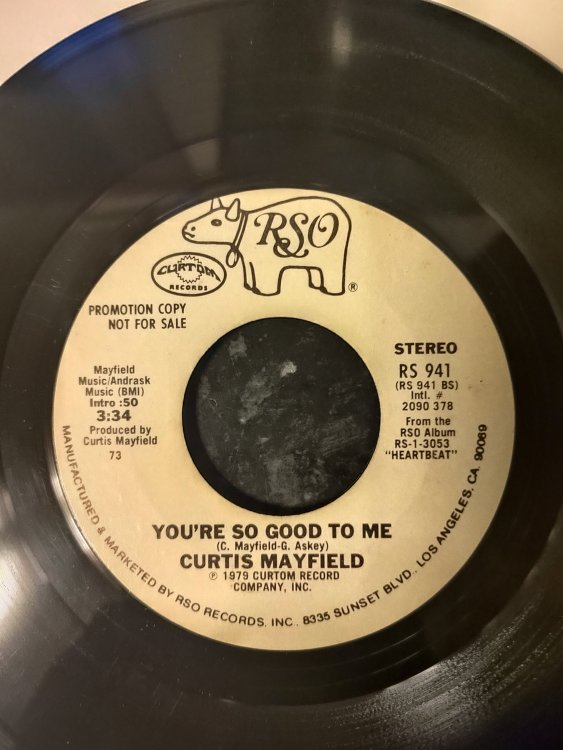 RSO
®
CURTOM
RECORDS
PROMOTION COPY
NOT FOR SALE
Mayfield
Music/Andrask
Music (BMI)
Intro :50
3:34
Produced by
Curtis Mayfield
73
STEREO
RS 941
(RS 941 BS)
Intl. #
2090 378
From the
RSO Album
RS-1-3053
"HEARTBEAT"
YOU'RE SO GOOD TO ME
(C. Mayfield-G. Askey)
CURTIS MAYFIELD
℗ 1979 CURTOM RECORD
COMPANY, INC.
MANUFACTURED & MARKETED BY RSO RECORDS, INC., 8335 SUNSET BLVD., LOS ANGELES, CA. 90069